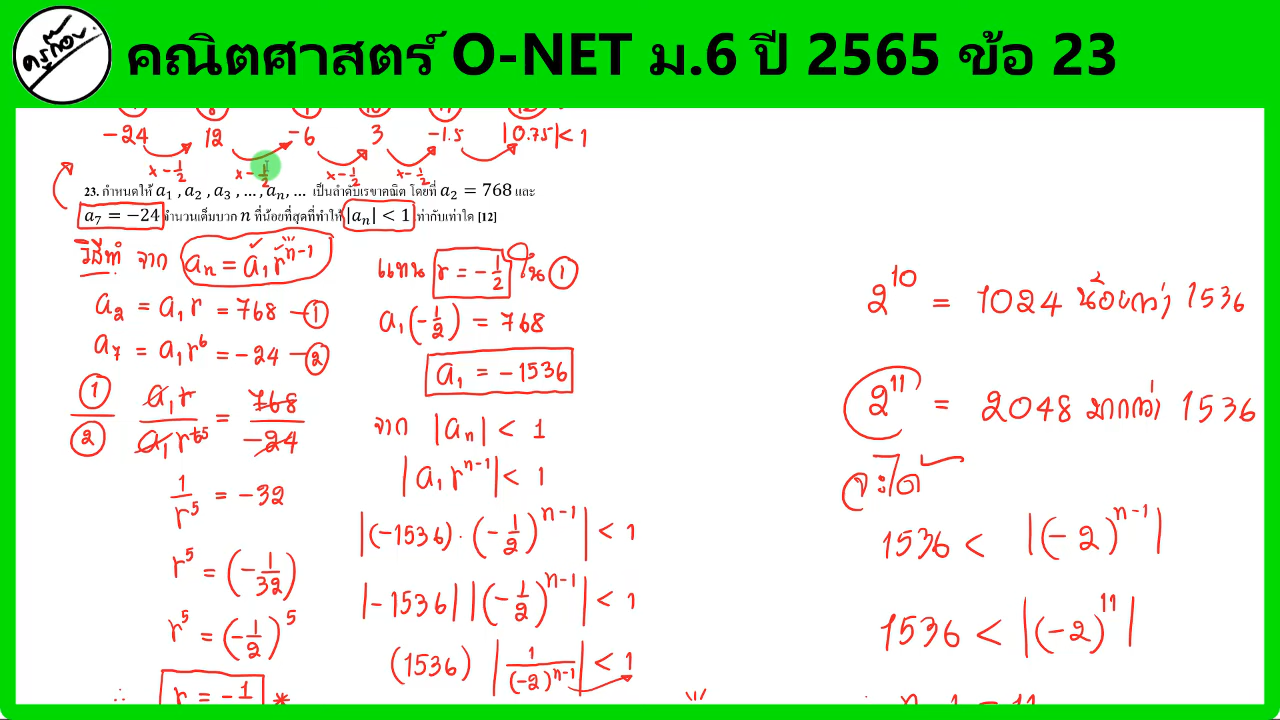 ครูก๊อบ
คณิตศาสตร์ O-NET ม.6 ปี 2565 ข้อ 23
-24 12 -6 3 -1.5 |0.75| < 1
×-1/2 ×-1/2 ×-1/2 ×-1/2
23. กำหนดให้ a₁ , a₂ , a₃ , … , aₙ, … เป็นลำดับเรขาคณิต โดยที่ a₂ = 768 และ
a₇ = −24 จำนวนเต็มบวก n ที่น้อยที่สุดที่ทำให้ |aₙ| < 1 เท่ากับเท่าใด [12]
วิธีทำ จาก aₙ = a₁rⁿ⁻¹
a₂ = a₁r = 768 — ①
a₇ = a₁r⁶ = -24 — ②
①/② a₁r/a₁r⁶ ⁵ = 768/-24
1/r⁵ = -32
r⁵ = (-1/32)
r⁵ = (-1/2)⁵
∴ r = -1 *
แทน r = -1/2 ใน ①
a₁(-1/2) = 768
a₁ = -1536
จาก |aₙ| < 1
|a₁rⁿ⁻¹| < 1
|(-1536)·(-1/2)ⁿ⁻¹| < 1
|-1536| |(-1/2)ⁿ⁻¹| < 1
(1536) |1/(-2)ⁿ⁻¹| < 1
2¹⁰ = 1024 น้อยกว่า 1536
2¹¹ = 2048 มากกว่า 1536
จะได้
1536 < |(-2)ⁿ⁻¹|
1536 < |(-2)¹¹|